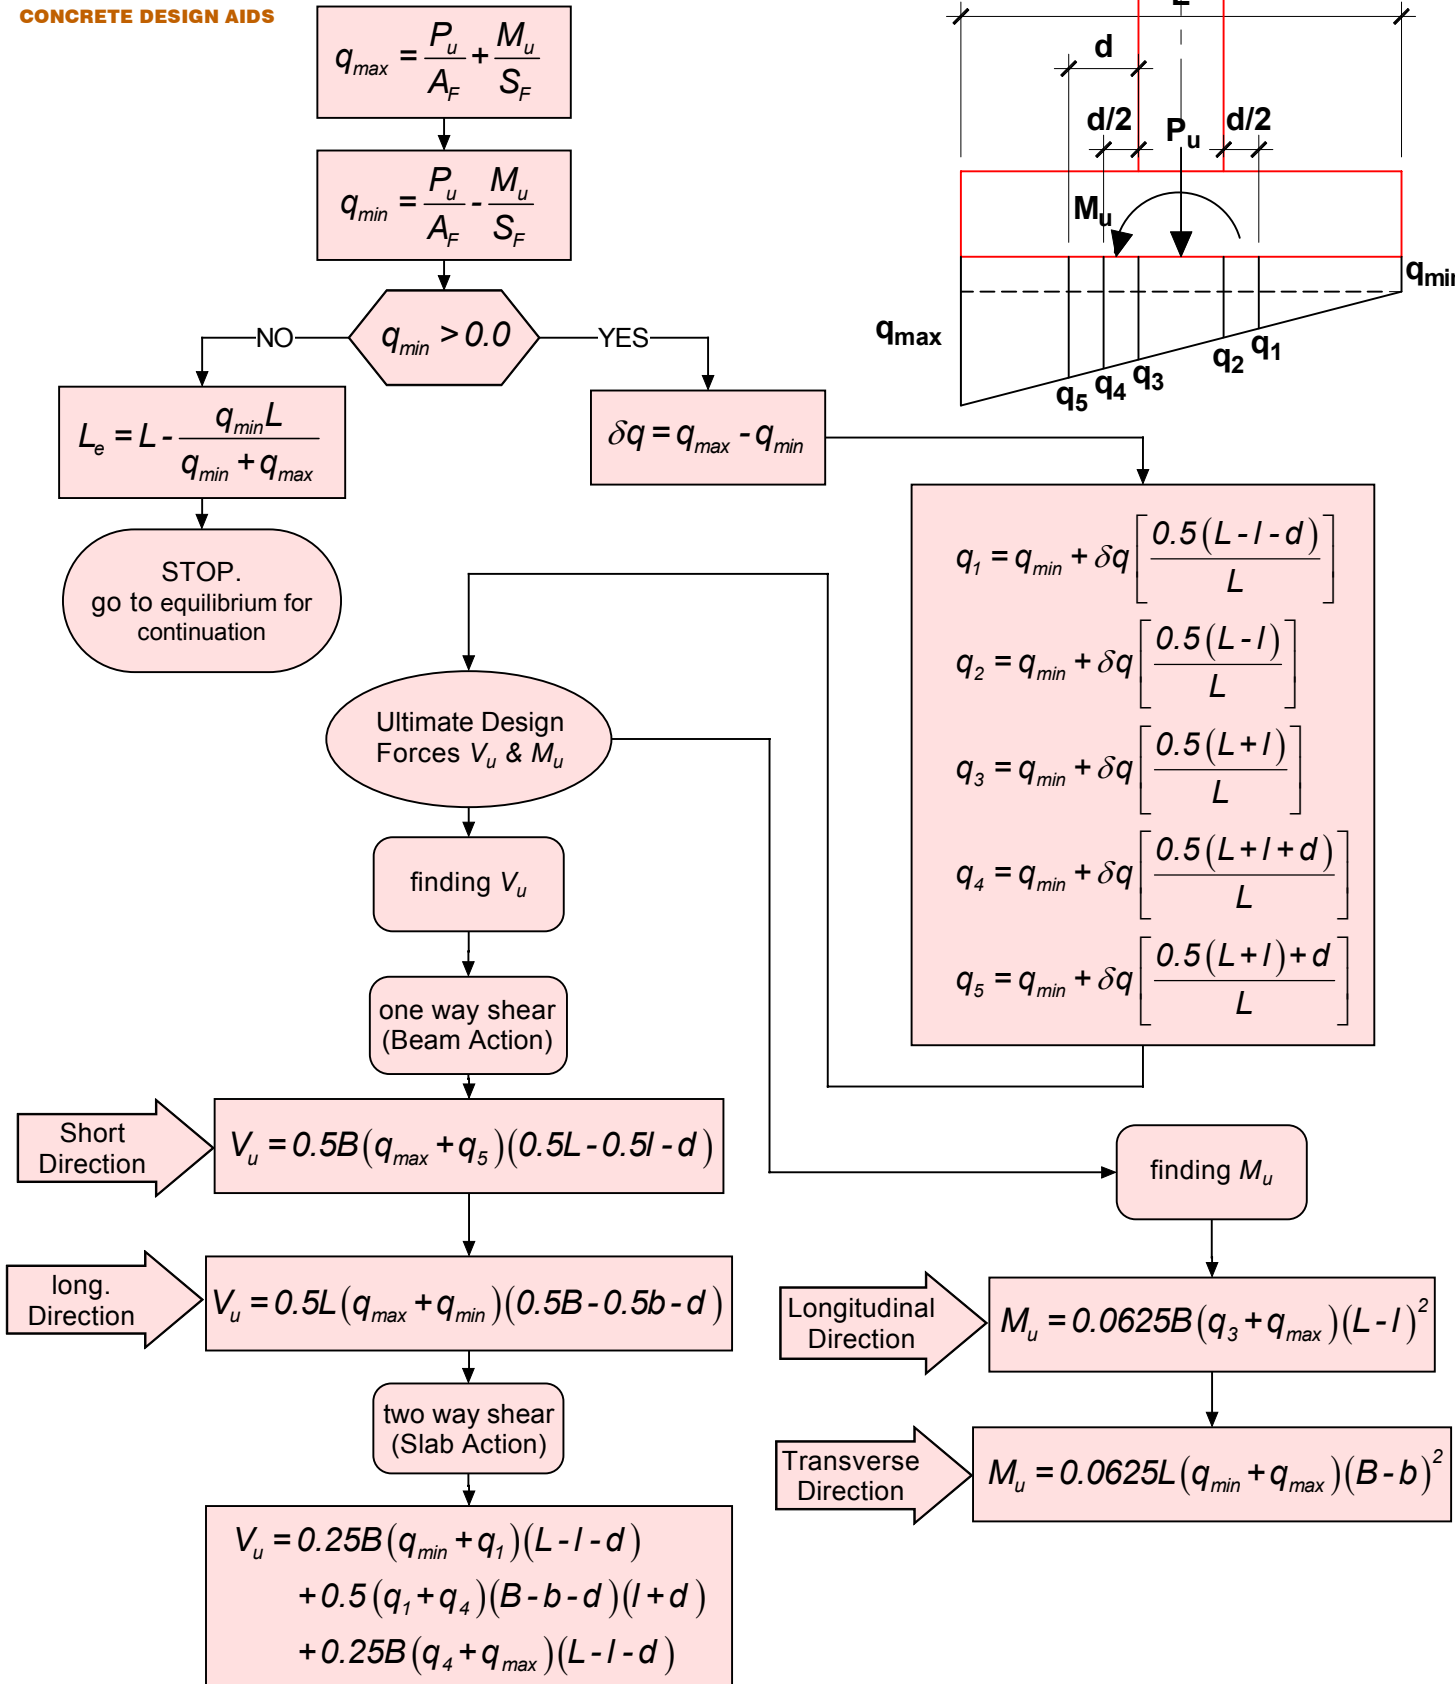 CONCRETE DESIGN AIDS
q_max = P_u/A_F + M_u/S_F
q_min = P_u/A_F - M_u/S_F
q_min > 0.0
NO
YES
L_e = L - q_min L/(q_min + q_max)
STOP.
go to equilibrium for
continuation
δq = q_max - q_min
L
d
d/2
d/2
P_u
M_u
q_min
q_max
q_1
q_2
q_3
q_4
q_5
q_1 = q_min + δq[0.5(L - l - d)/L]
q_2 = q_min + δq[0.5(L - l)/L]
q_3 = q_min + δq[0.5(L + l)/L]
q_4 = q_min + δq[0.5(L + l + d)/L]
q_5 = q_min + δq[(0.5(L + l) + d)/L]
Ultimate Design
Forces V_u & M_u
finding V_u
one way shear
(Beam Action)
Short
Direction
V_u = 0.5B(q_max + q_5)(0.5L - 0.5l - d)
long.
Direction
V_u = 0.5L(q_max + q_min)(0.5B - 0.5b - d)
two way shear
(Slab Action)
V_u = 0.25B(q_min + q_1)(L - l - d)
+ 0.5(q_1 + q_4)(B - b - d)(l + d)
+ 0.25B(q_4 + q_max)(L - l - d)
finding M_u
Longitudinal
Direction
M_u = 0.0625B(q_3 + q_max)(L - l)^2
Transverse
Direction
M_u = 0.0625L(q_min + q_max)(B - b)^2